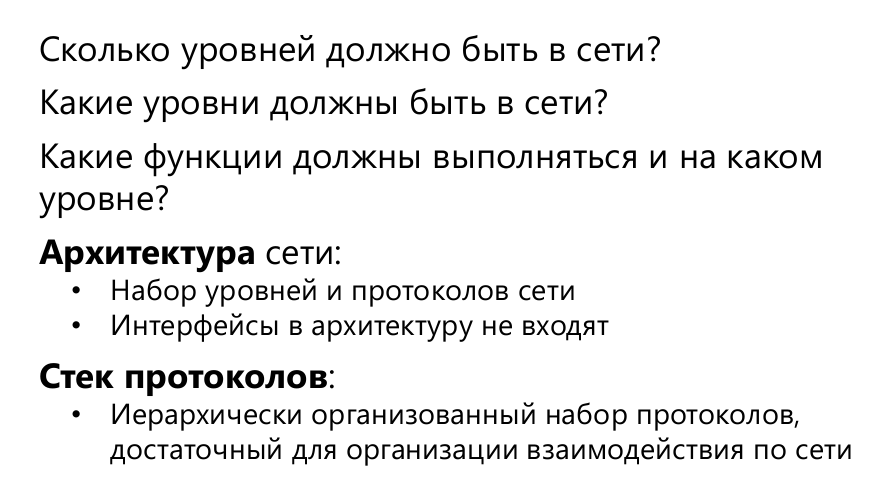 Сколько уровней должно быть в сети?
Какие уровни должны быть в сети?
Какие функции должны выполняться и на каком
уровне?
Архитектура сети:
• Набор уровней и протоколов сети
• Интерфейсы в архитектуру не входят
Стек протоколов:
• Иерархически организованный набор протоколов,
достаточный для организации взаимодействия по сети